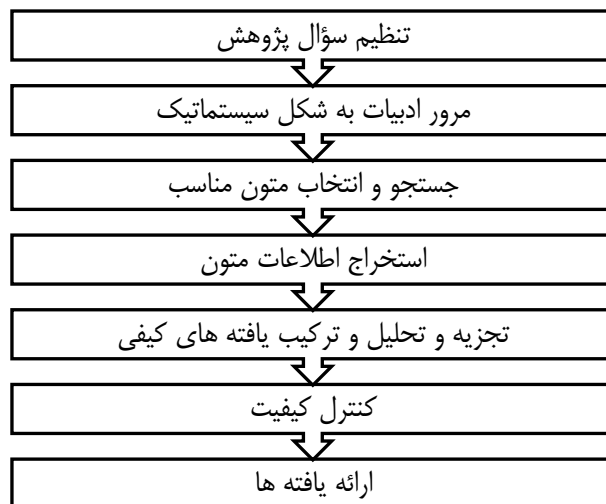 تنظیم سؤال پژوهش
مرور ادبیات به شکل سیستماتیک
جستجو و انتخاب متون مناسب
استخراج اطلاعات متون
تجزیه و تحلیل و ترکیب یافته های کیفی
کنترل کیفیت
ارائه یافته ها